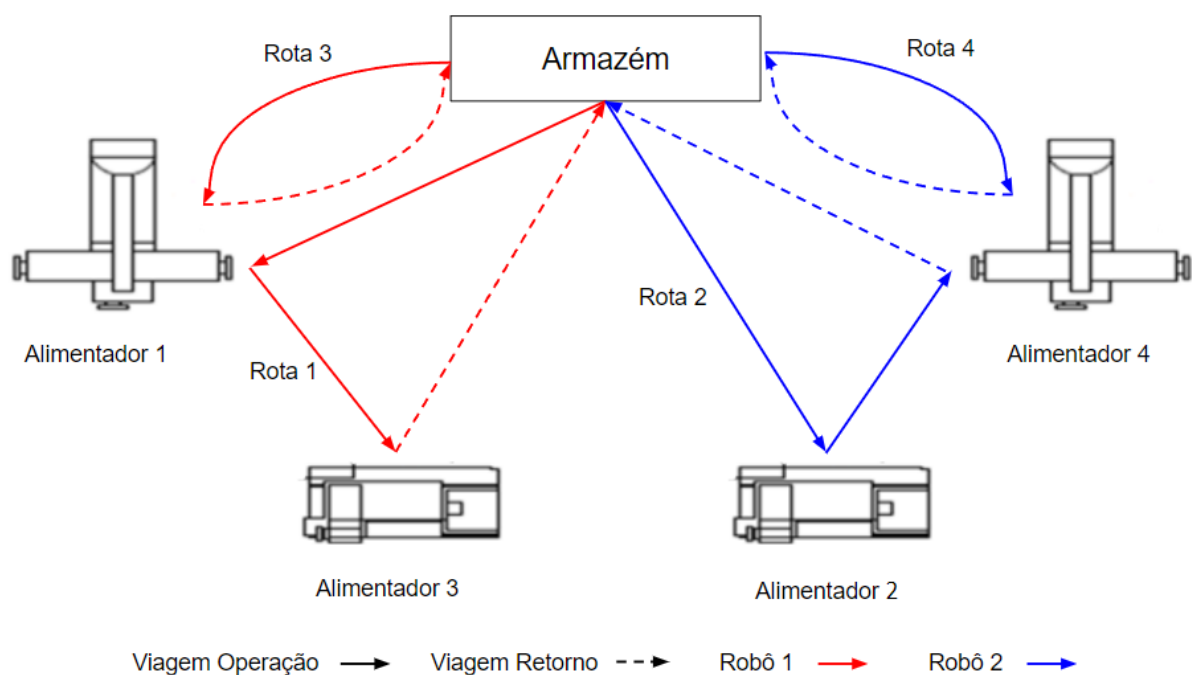 Rota 3
Armazém
Rota 4
Rota 2
Alimentador 1
Rota 1
Alimentador 4
Alimentador 3
Alimentador 2
Viagem Operação
Viagem Retorno
Robô 1
Robô 2